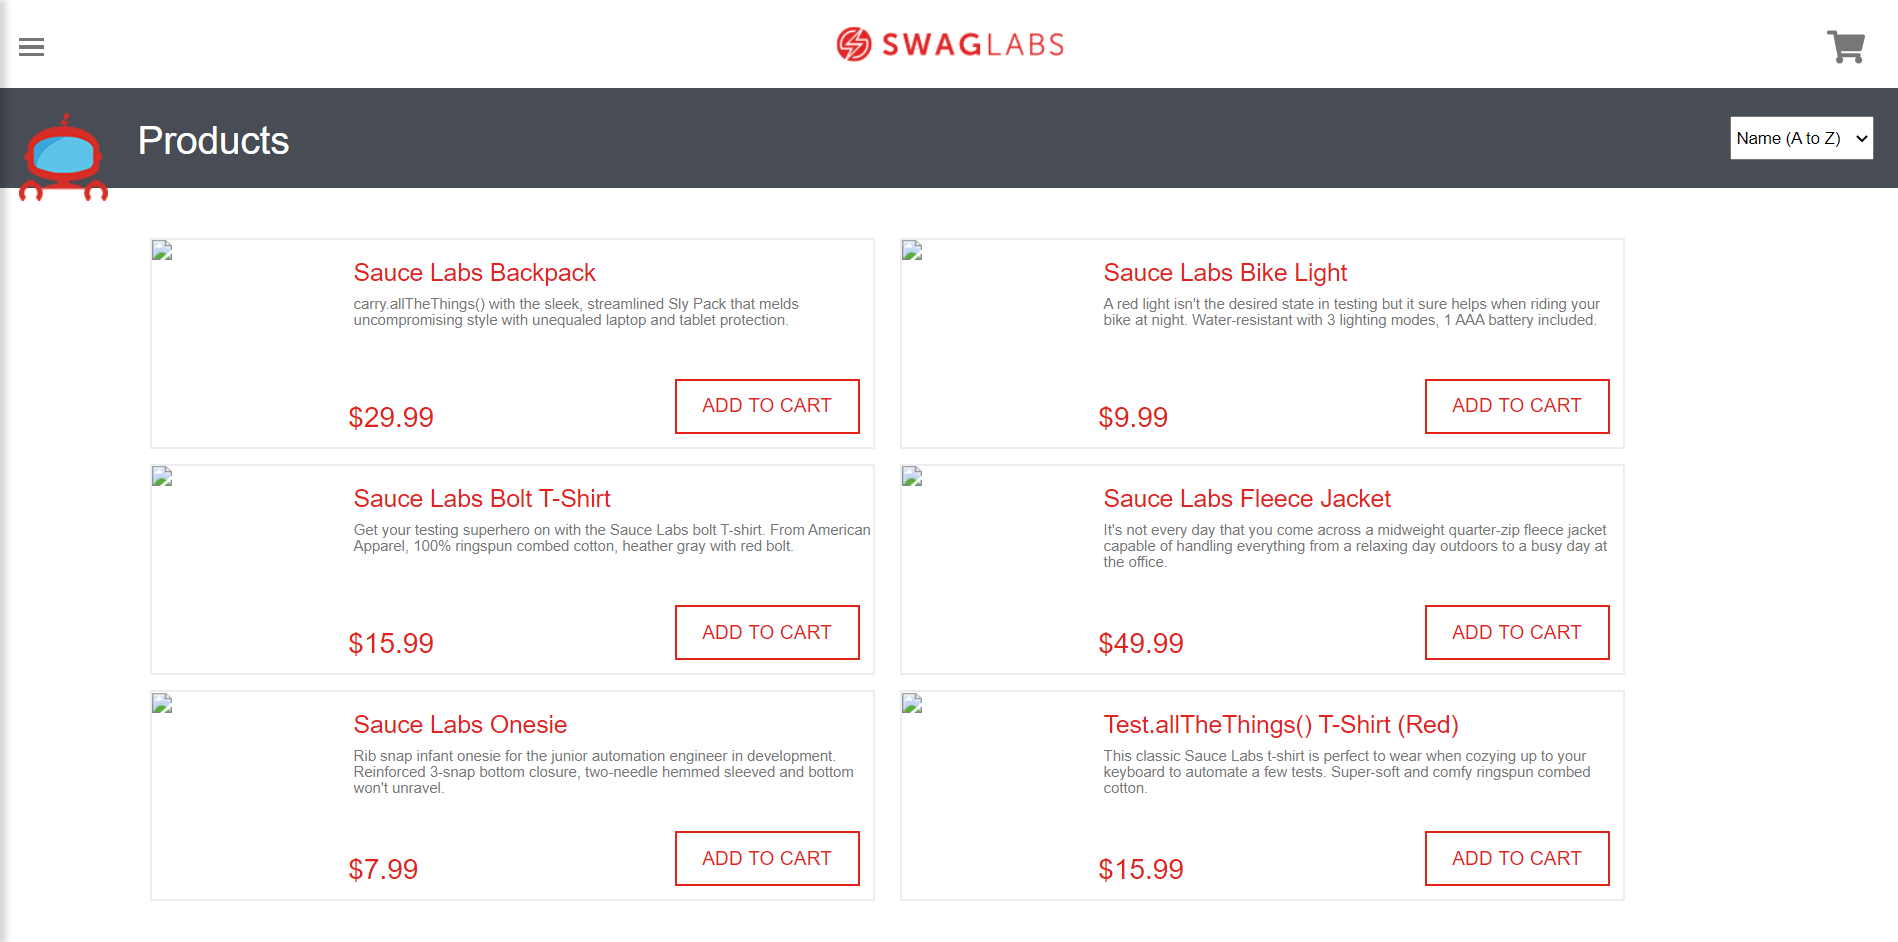 SWAGLABS
Products
Name (A to Z)
Sauce Labs Backpack
carry.allTheThings() with the sleek, streamlined Sly Pack that melds
uncompromising style with unequaled laptop and tablet protection.
$29.99
ADD TO CART
Sauce Labs Bike Light
A red light isn't the desired state in testing but it sure helps when riding your
bike at night. Water-resistant with 3 lighting modes, 1 AAA battery included.
$9.99
ADD TO CART
Sauce Labs Bolt T-Shirt
Get your testing superhero on with the Sauce Labs bolt T-shirt. From American
Apparel, 100% ringspun combed cotton, heather gray with red bolt.
$15.99
ADD TO CART
Sauce Labs Fleece Jacket
It's not every day that you come across a midweight quarter-zip fleece jacket
capable of handling everything from a relaxing day outdoors to a busy day at
the office.
$49.99
ADD TO CART
Sauce Labs Onesie
Rib snap infant onesie for the junior automation engineer in development.
Reinforced 3-snap bottom closure, two-needle hemmed sleeved and bottom
won't unravel.
$7.99
ADD TO CART
Test.allTheThings() T-Shirt (Red)
This classic Sauce Labs t-shirt is perfect to wear when cozying up to your
keyboard to automate a few tests. Super-soft and comfy ringspun combed
cotton.
$15.99
ADD TO CART